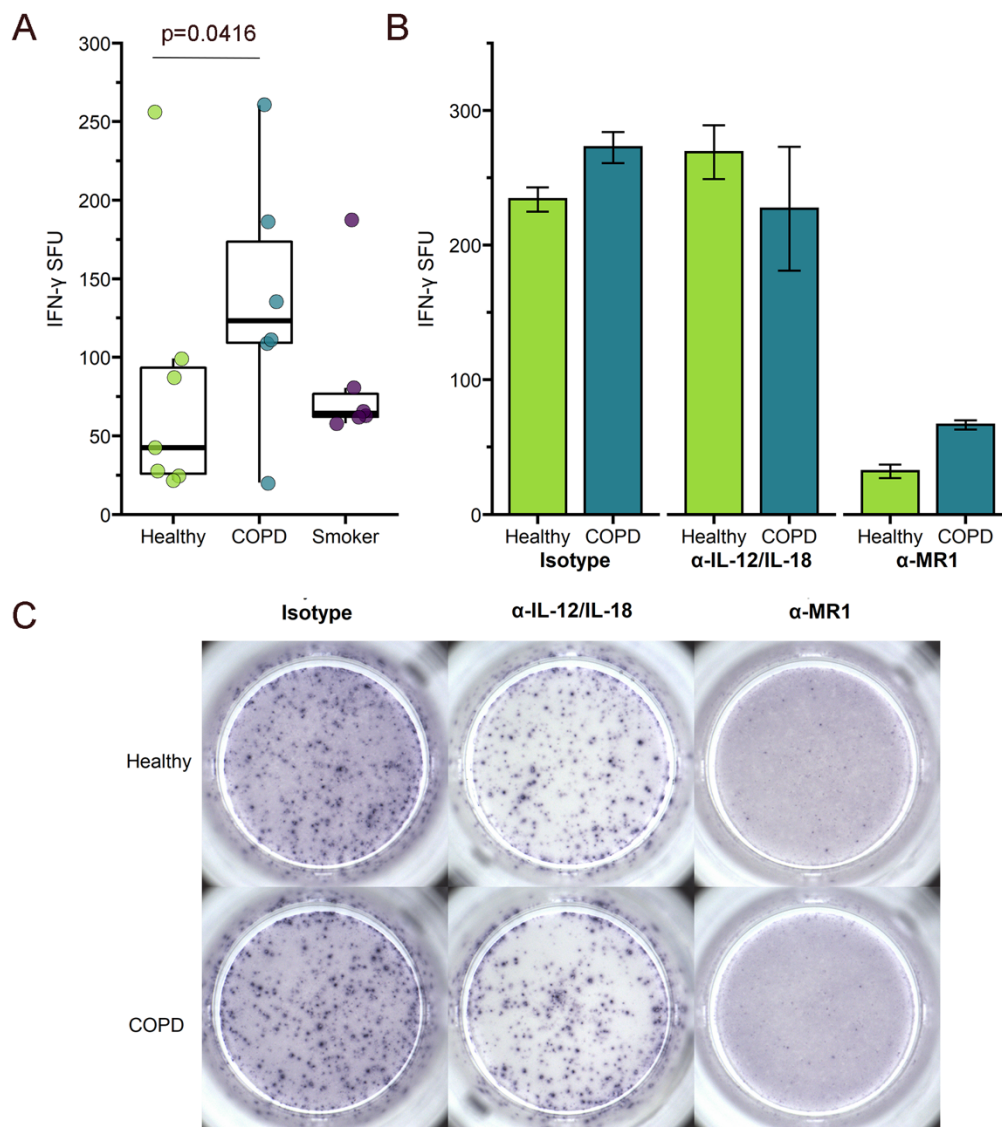 A
p=0.0416
300
250
200
150
100
50
0
IFN-γ SFU
Healthy COPD Smoker
B
300
200
100
0
IFN-γ SFU
Healthy COPD Healthy COPD Healthy COPD
Isotype α-IL-12/IL-18 α-MR1
C
Isotype α-IL-12/IL-18 α-MR1
Healthy
COPD